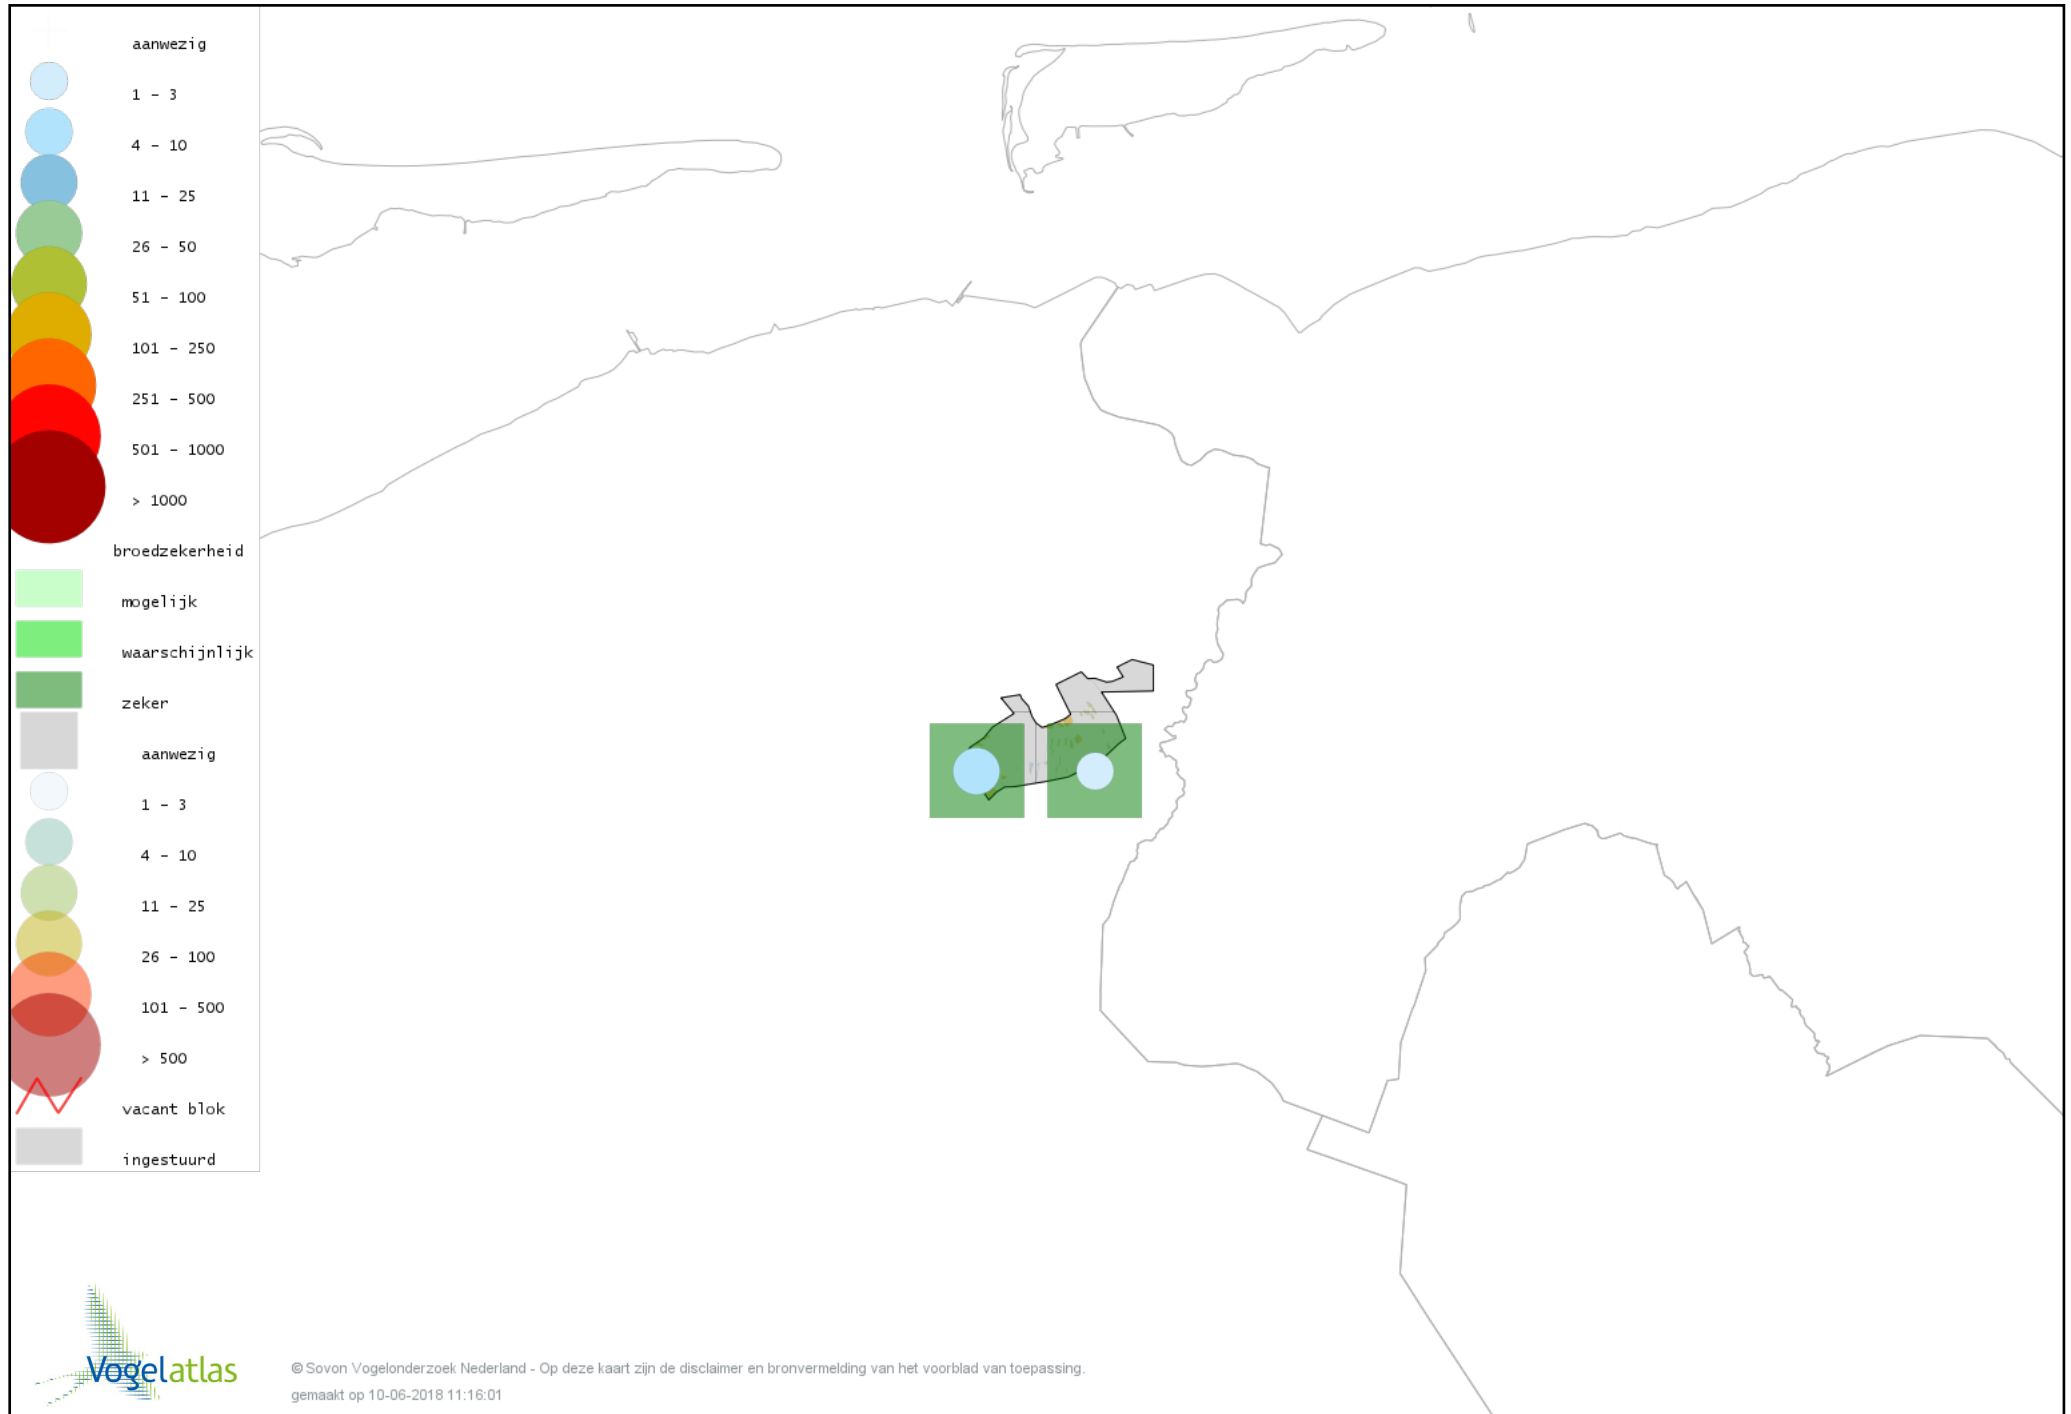 aanwezig
1 - 3
4 - 10
11 - 25
26 - 50
51 - 100
101 - 250
251 - 500
501 - 1000
> 1000
broedzekerheid
mogelijk
waarschijnlijk
zeker
aanwezig
1 - 3
4 - 10
11 - 25
26 - 100
101 - 500
> 500
vacant blok
ingestuurd
Vogelatlas
© Sovon Vogelonderzoek Nederland - Op deze kaart zijn de disclaimer en bronvermelding van het voorblad van toepassing.
gemaakt op 10-06-2018 11:16:01